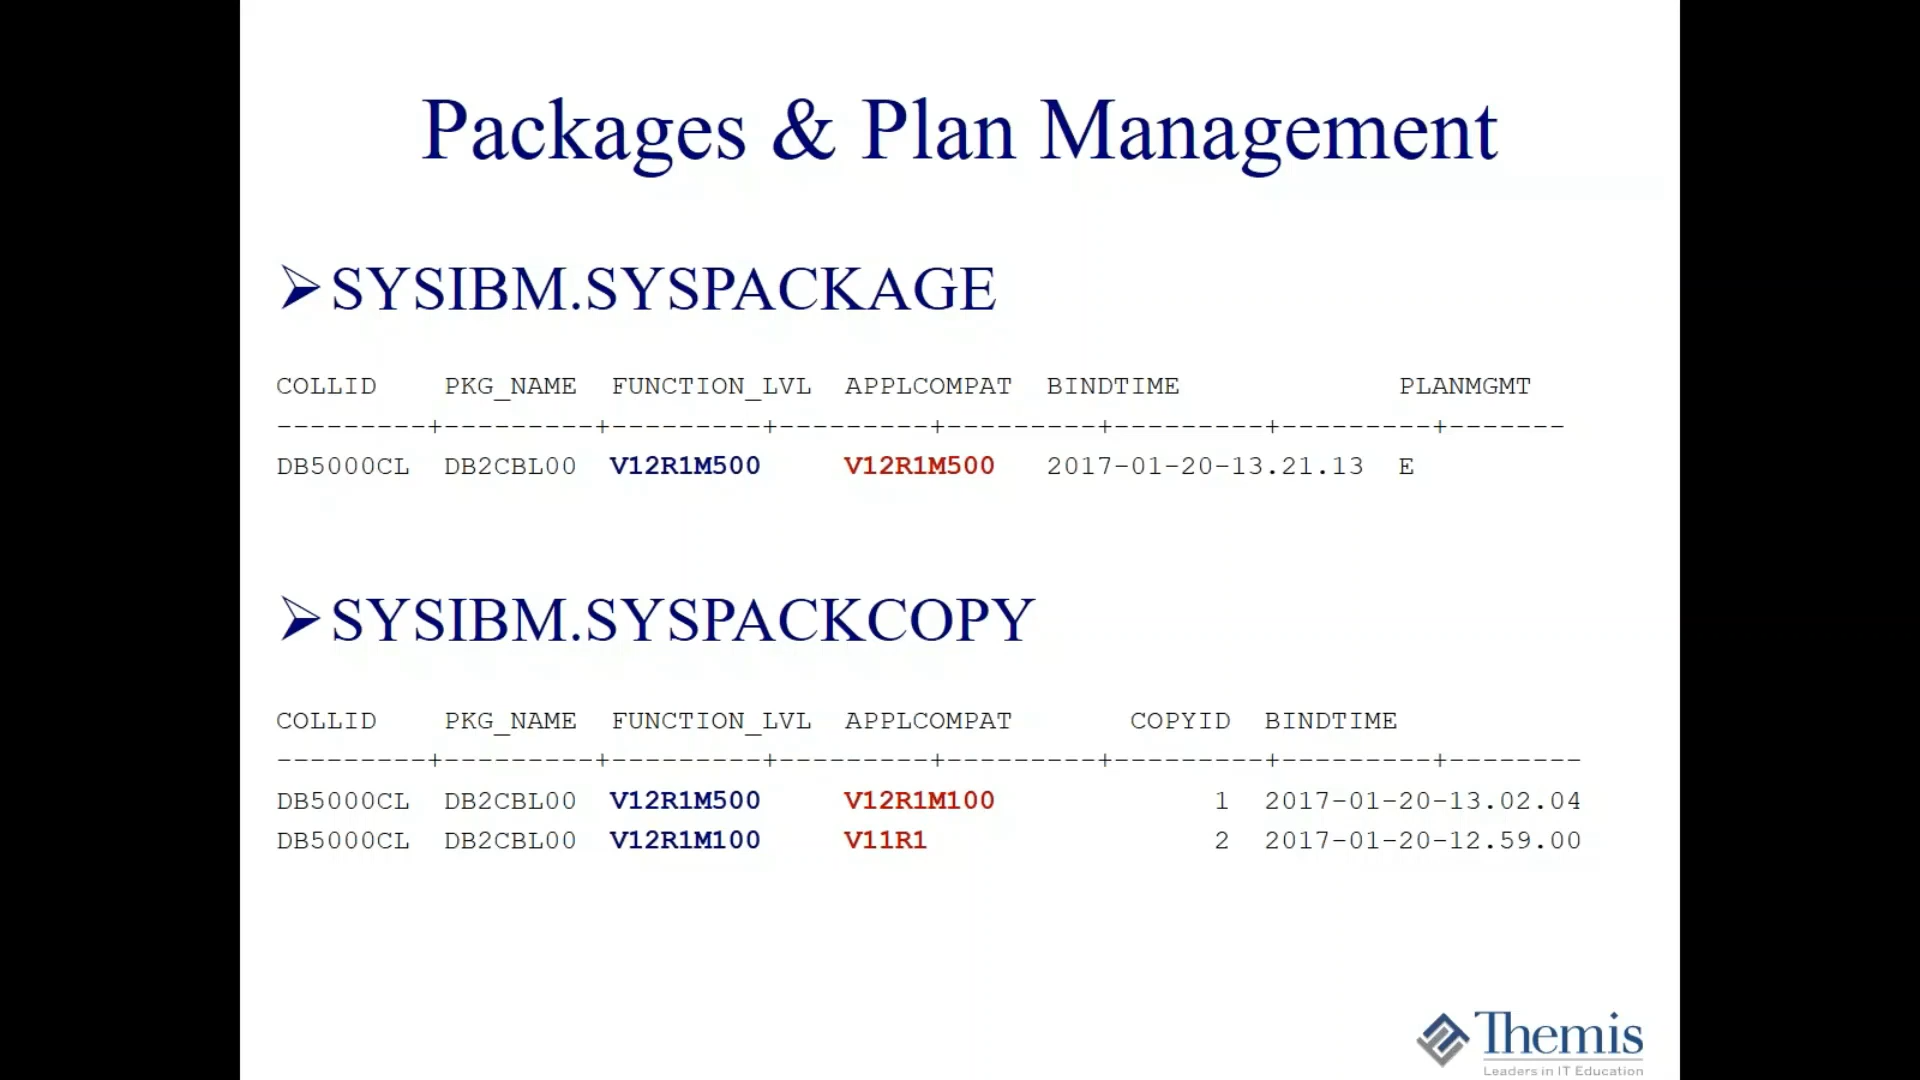 Packages & Plan Management
➢SYSIBM.SYSPACKAGE
COLLID    PKG_NAME  FUNCTION_LVL  APPLCOMPAT  BINDTIME             PLANMGMT
---------+---------+---------+---------+---------+---------+---------+-------
DB5000CL  DB2CBL00  V12R1M500     V12R1M500   2017-01-20-13.21.13  E
➢SYSIBM.SYSPACKCOPY
COLLID    PKG_NAME  FUNCTION_LVL  APPLCOMPAT       COPYID  BINDTIME
---------+---------+---------+---------+---------+---------+---------+--------
DB5000CL  DB2CBL00  V12R1M500     V12R1M100             1  2017-01-20-13.02.04
DB5000CL  DB2CBL00  V12R1M100     V11R1                 2  2017-01-20-12.59.00
Themis
Leaders in IT Education